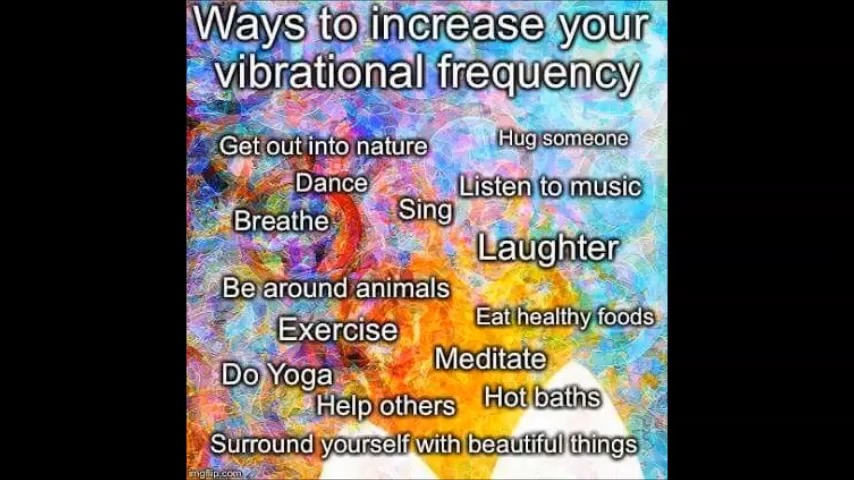 Ways to increase your
vibrational frequency
Get out into nature
Hug someone
Dance
Listen to music
Breathe
Sing
Laughter
Be around animals
Exercise
Eat healthy foods
Do Yoga
Meditate
Help others
Hot baths
Surround yourself with beautiful things
imgflip.com